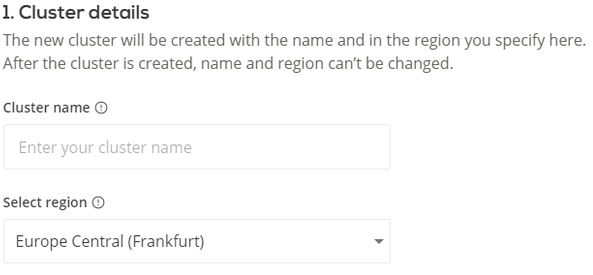 1. Cluster details
The new cluster will be created with the name and in the region you specify here.
After the cluster is created, name and region can’t be changed.
Cluster name
Enter your cluster name
Select region
Europe Central (Frankfurt)